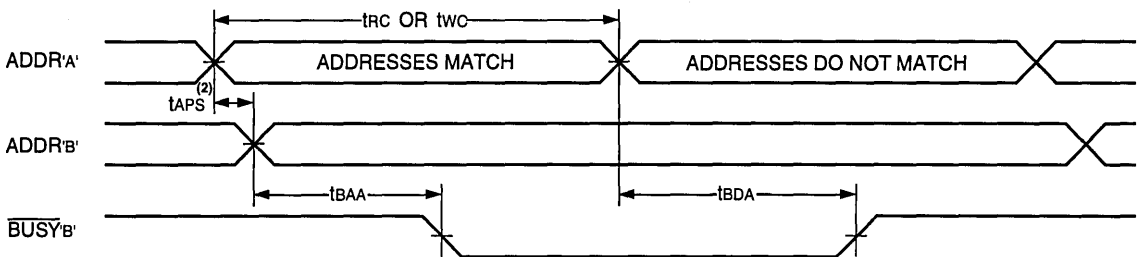 tRC OR tWC
ADDR'A'
ADDRESSES MATCH
ADDRESSES DO NOT MATCH
tAPS (2)
ADDR'B'
tBAA
tBDA
BUSY'B'